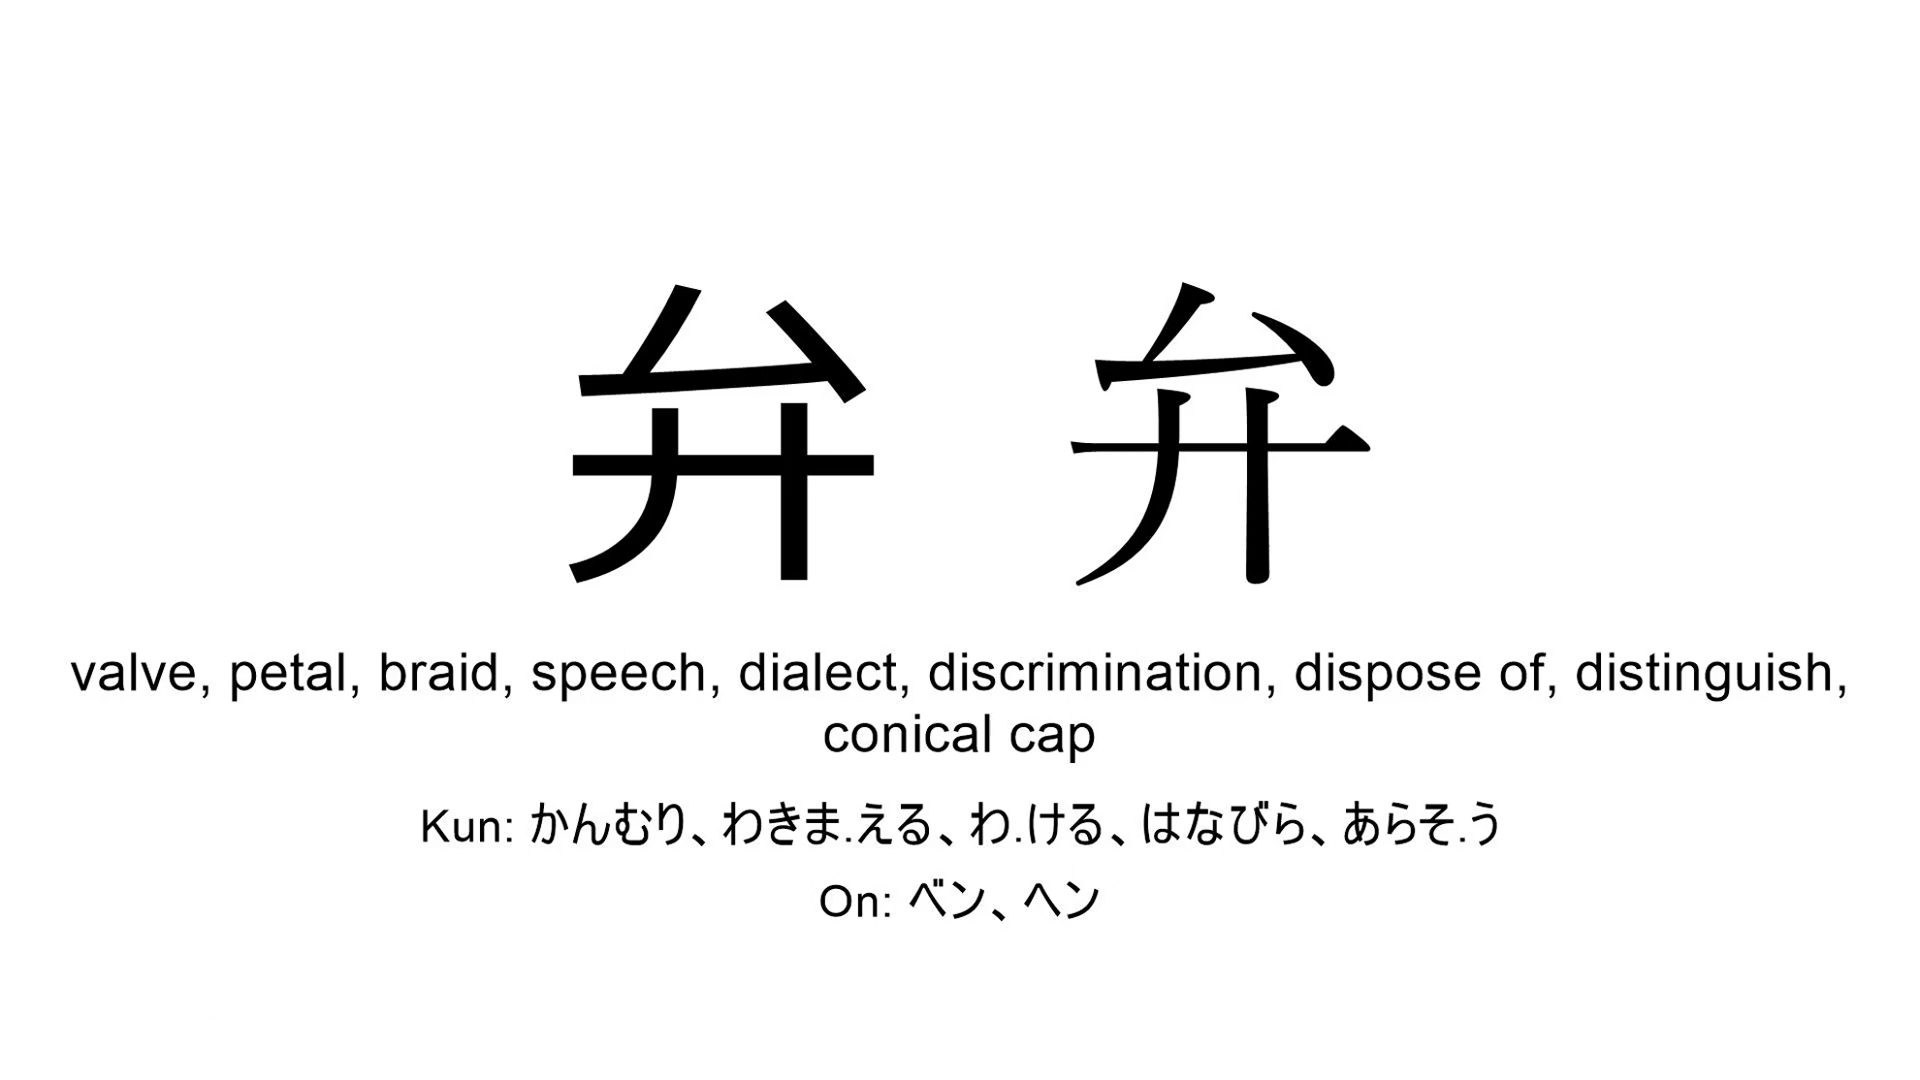 弁 弁
valve, petal, braid, speech, dialect, discrimination, dispose of, distinguish,
conical cap
Kun: かんむり、わきま.える、わ.ける、はなびら、あらそ.う
On: ベン、ヘン